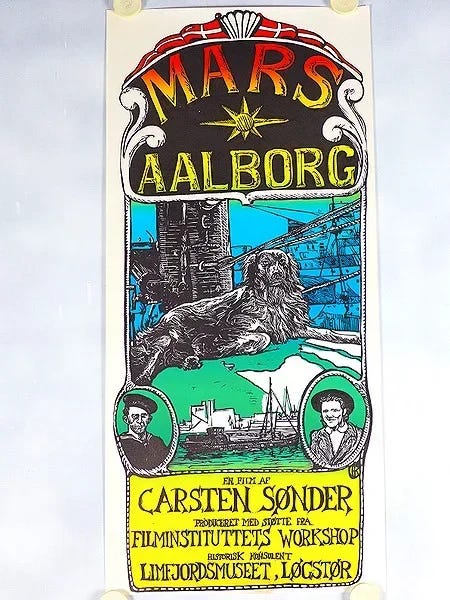 MARS
AALBORG
EN FILM AF
CARSTEN SØNDER
PRODUCERET MED STØTTE FRA
FILMINSTITUTTETS WORKSHOP
HISTORISK KONSULENT
LIMFJORDSMUSEET, LØGSTØR